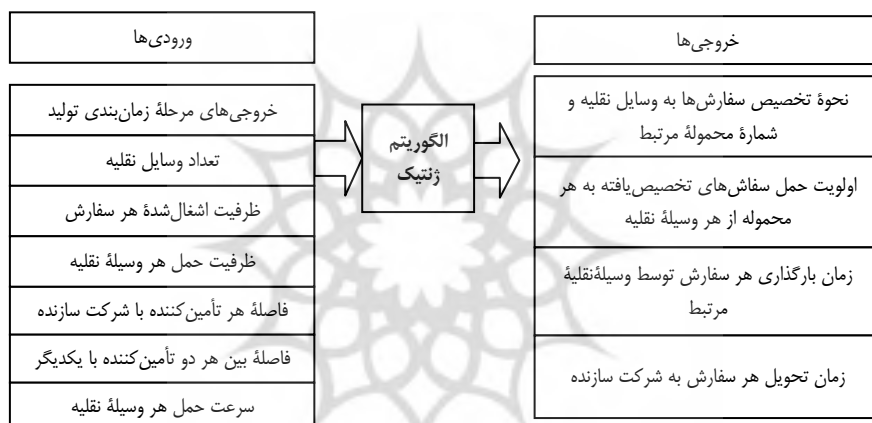 ورودی‌ها
خروجی‌های مرحلهٔ زمان‌بندی تولید
تعداد وسایل نقلیه
ظرفیت اشغال‌شدهٔ هر سفارش
ظرفیت حمل هر وسیلهٔ نقلیه
فاصلهٔ هر تأمین‌کننده با شرکت سازنده
فاصلهٔ بین هر دو تأمین‌کننده با یکدیگر
سرعت حمل هر وسیلهٔ نقلیه
الگوریتم
ژنتیک
خروجی‌ها
نحوهٔ تخصیص سفارش‌ها به وسایل نقلیه و
شمارهٔ محمولهٔ مرتبط
اولویت حمل سفاش‌های تخصیص‌یافته به هر
محموله از هر وسیلهٔ نقلیه
زمان بارگذاری هر سفارش توسط وسیلهٔ‌نقلیهٔ
مرتبط
زمان تحویل هر سفارش به شرکت سازنده